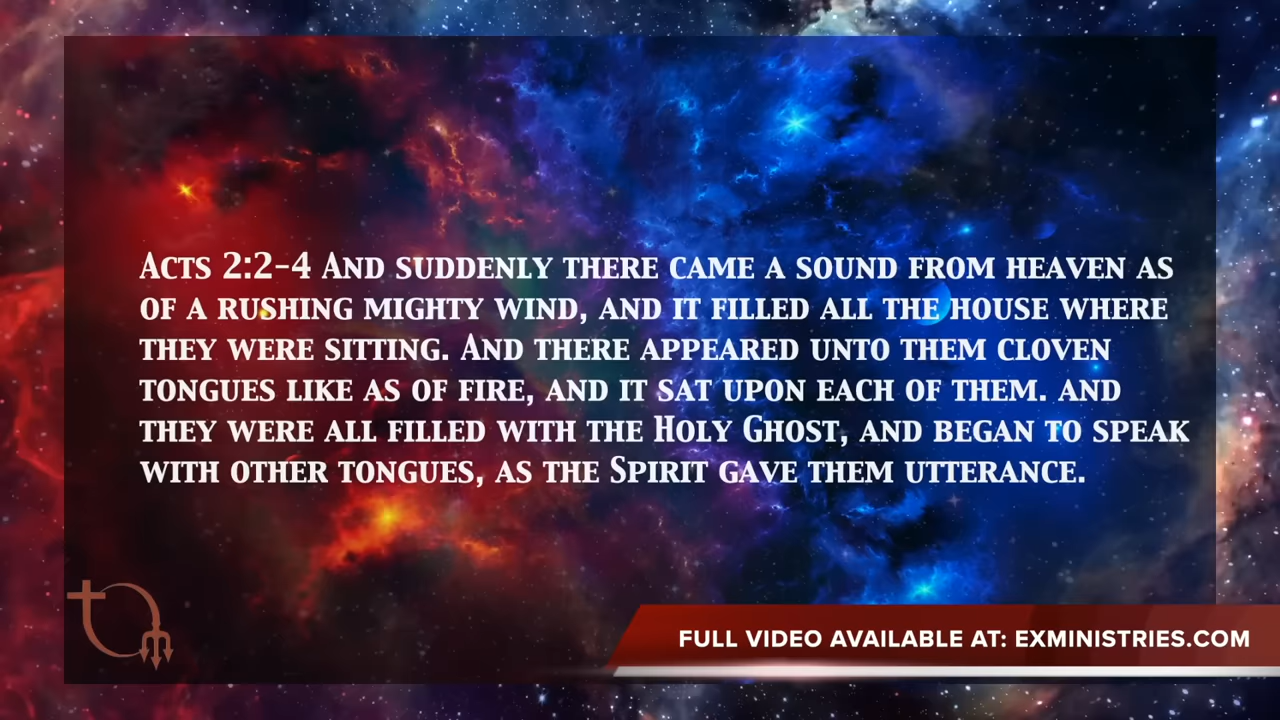 Acts 2:2-4 And suddenly there came a sound from heaven as
of a rushing mighty wind, and it filled all the house where
they were sitting. And there appeared unto them cloven
tongues like as of fire, and it sat upon each of them. and
they were all filled with the Holy Ghost, and began to speak
with other tongues, as the Spirit gave them utterance.
FULL VIDEO AVAILABLE AT: EXMINISTRIES.COM